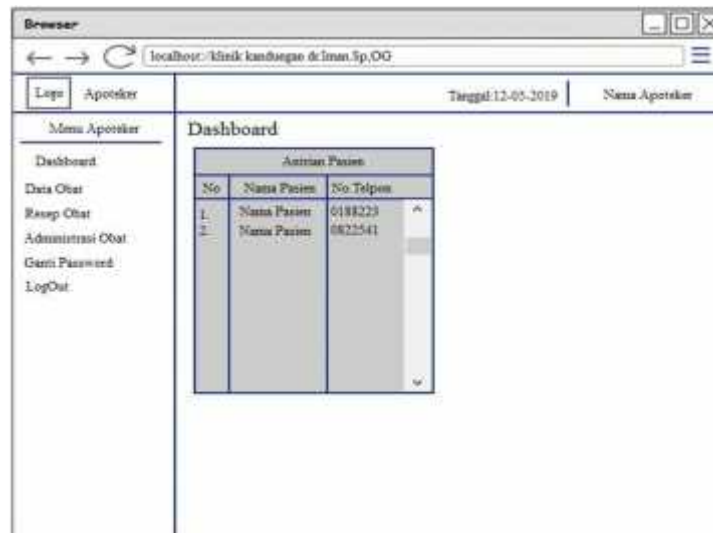 Browser
localhost://klinik kandungan dr.Iman.Sp,OG
Logo Apoteker
Tanggal:12-05-2019
Nama Apoteker
Menu Apoteker
Dashboard
Data Obat
Resep Obat
Administrasi Obat
Ganti Password
LogOut
Dashboard
Antrian Pasien
No Nama Pasien No.Telpon
1. Nama Pasien 0188223
2. Nama Pasien 0822541